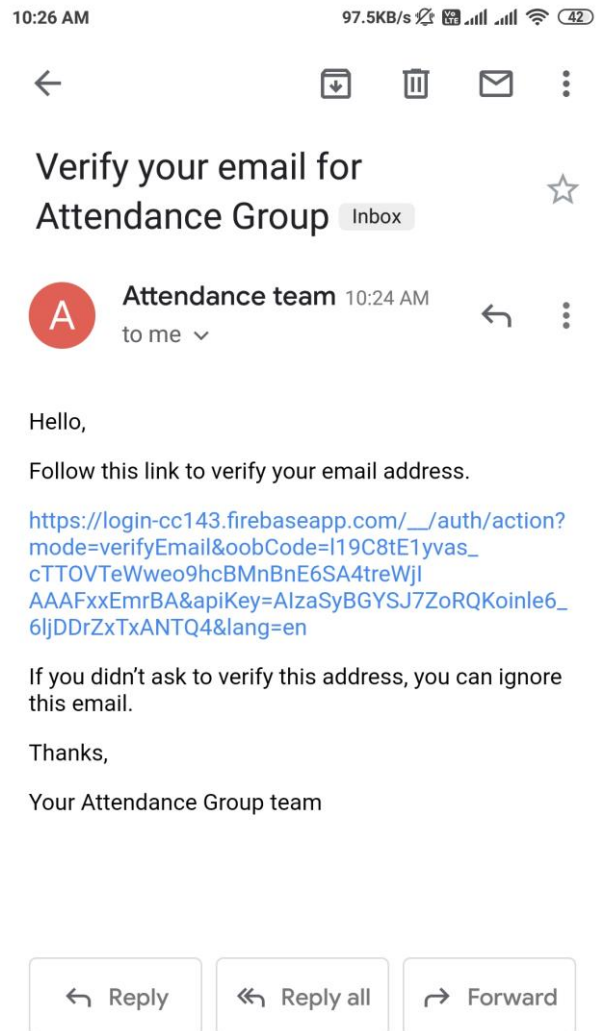 10:26 AM 97.5KB/s Vo LTE 42
Verify your email for
Attendance Group Inbox
A
Attendance team 10:24 AM
to me
Hello,
Follow this link to verify your email address.
https://login-cc143.firebaseapp.com/__/auth/action?
mode=verifyEmail&oobCode=l19C8tE1yvas_
cTTOVTeWweo9hcBMnBnE6SA4treWjI
AAAFxxEmrBA&apiKey=AIzaSyBGYSJ7ZoRQKoinle6_
6ljDDrZxTxANTQ4&lang=en
If you didn’t ask to verify this address, you can ignore
this email.
Thanks,
Your Attendance Group team
Reply Reply all Forward